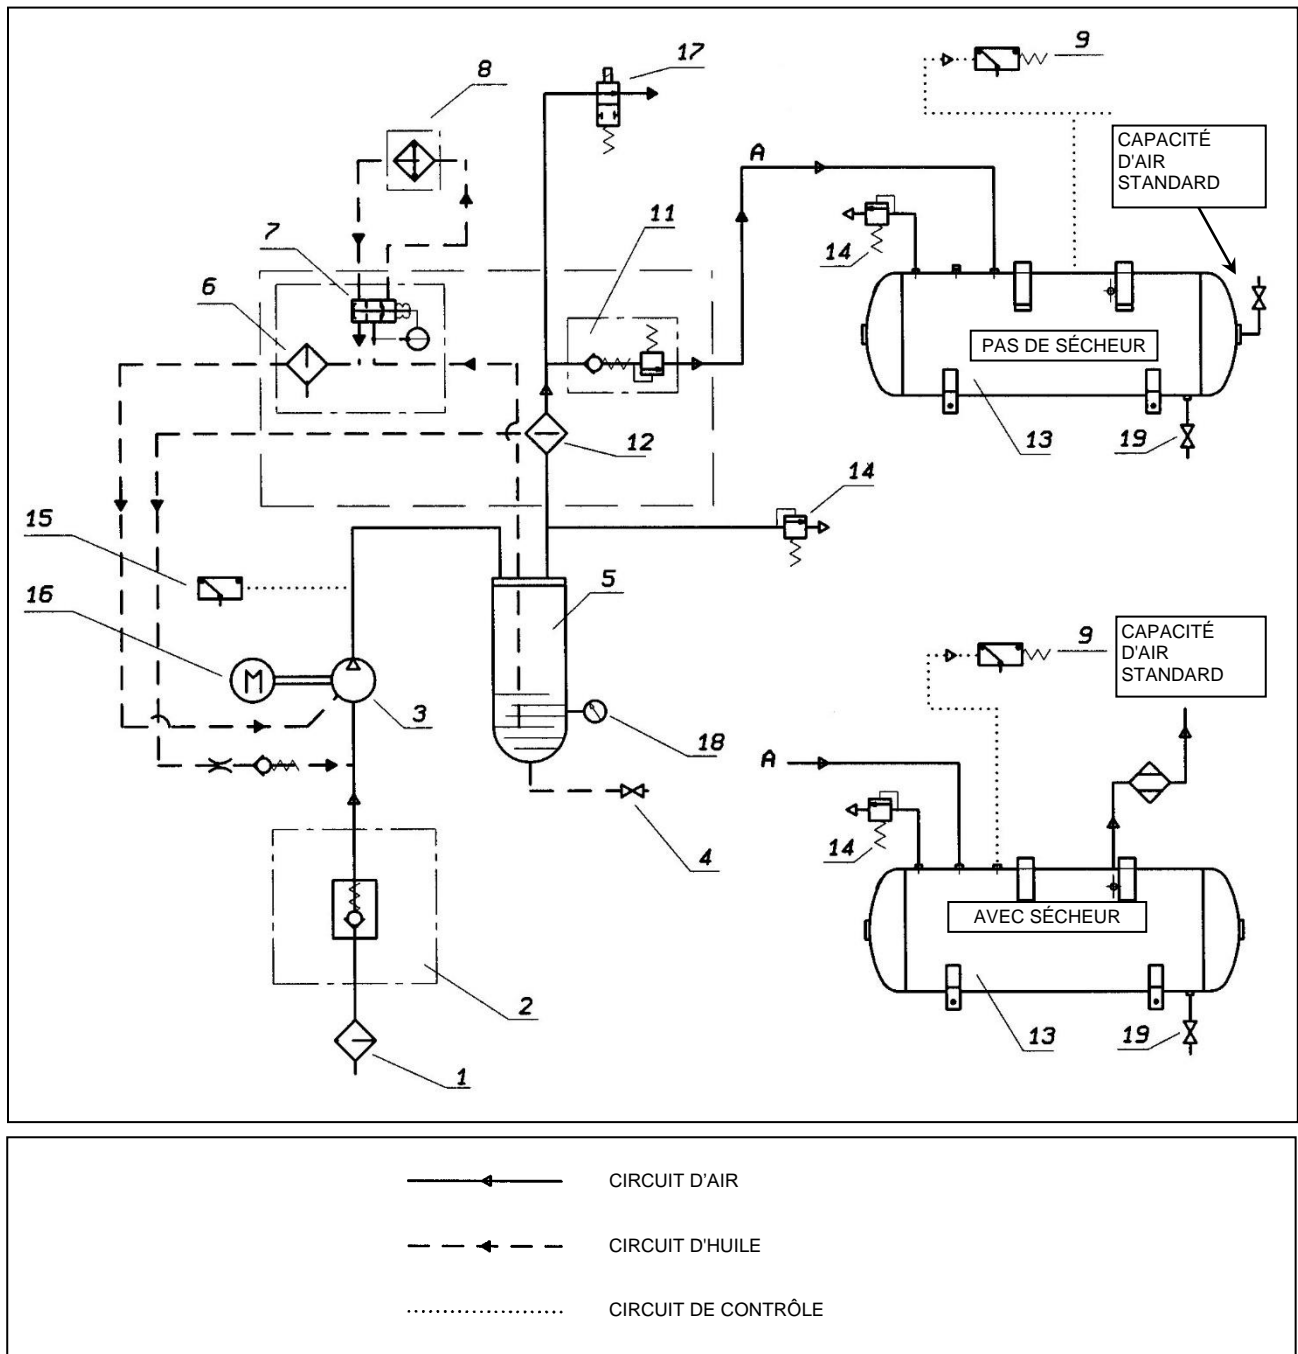 17
9
8
CAPACITÉ
D'AIR
STANDARD
A
14
11
7
6
PAS DE SÉCHEUR
12
13
19
14
15
16
M
5
3
18
9
CAPACITÉ
D'AIR
STANDARD
A
14
4
AVEC SÉCHEUR
2
13
19
1
CIRCUIT D'AIR
CIRCUIT D'HUILE
CIRCUIT DE CONTRÔLE